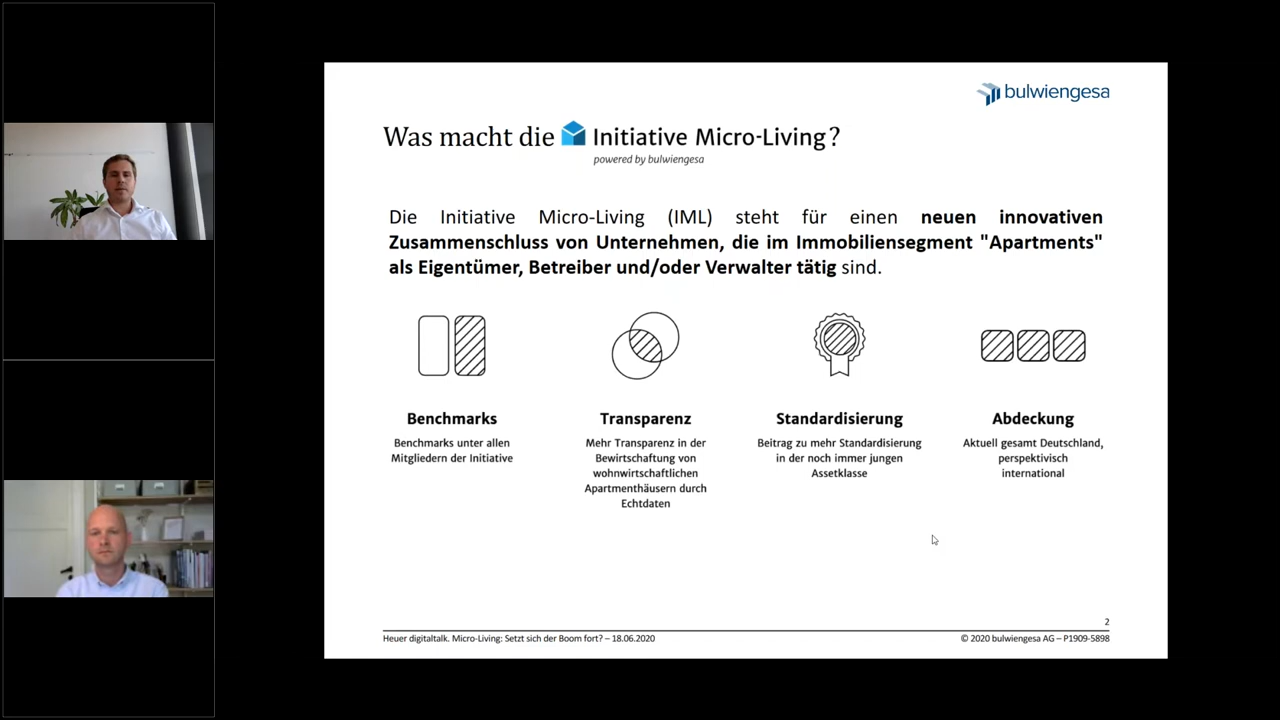 bulwiengesa
Was macht die Initiative Micro-Living?
powered by bulwiengesa
Die Initiative Micro-Living (IML) steht für einen neuen innovativen
Zusammenschluss von Unternehmen, die im Immobiliensegment "Apartments"
als Eigentümer, Betreiber und/oder Verwalter tätig sind.
Benchmarks
Benchmarks unter allen
Mitgliedern der Initiative
Transparenz
Mehr Transparenz in der
Bewirtschaftung von
wohnwirtschaftlichen
Apartmenthäusern durch
Echtdaten
Standardisierung
Beitrag zu mehr Standardisierung
in der noch immer jungen
Assetklasse
Abdeckung
Aktuell gesamt Deutschland,
perspektivisch
international
2
Heuer digitaltalk. Micro-Living: Setzt sich der Boom fort? – 18.06.2020
© 2020 bulwiengesa AG – P1909-5898